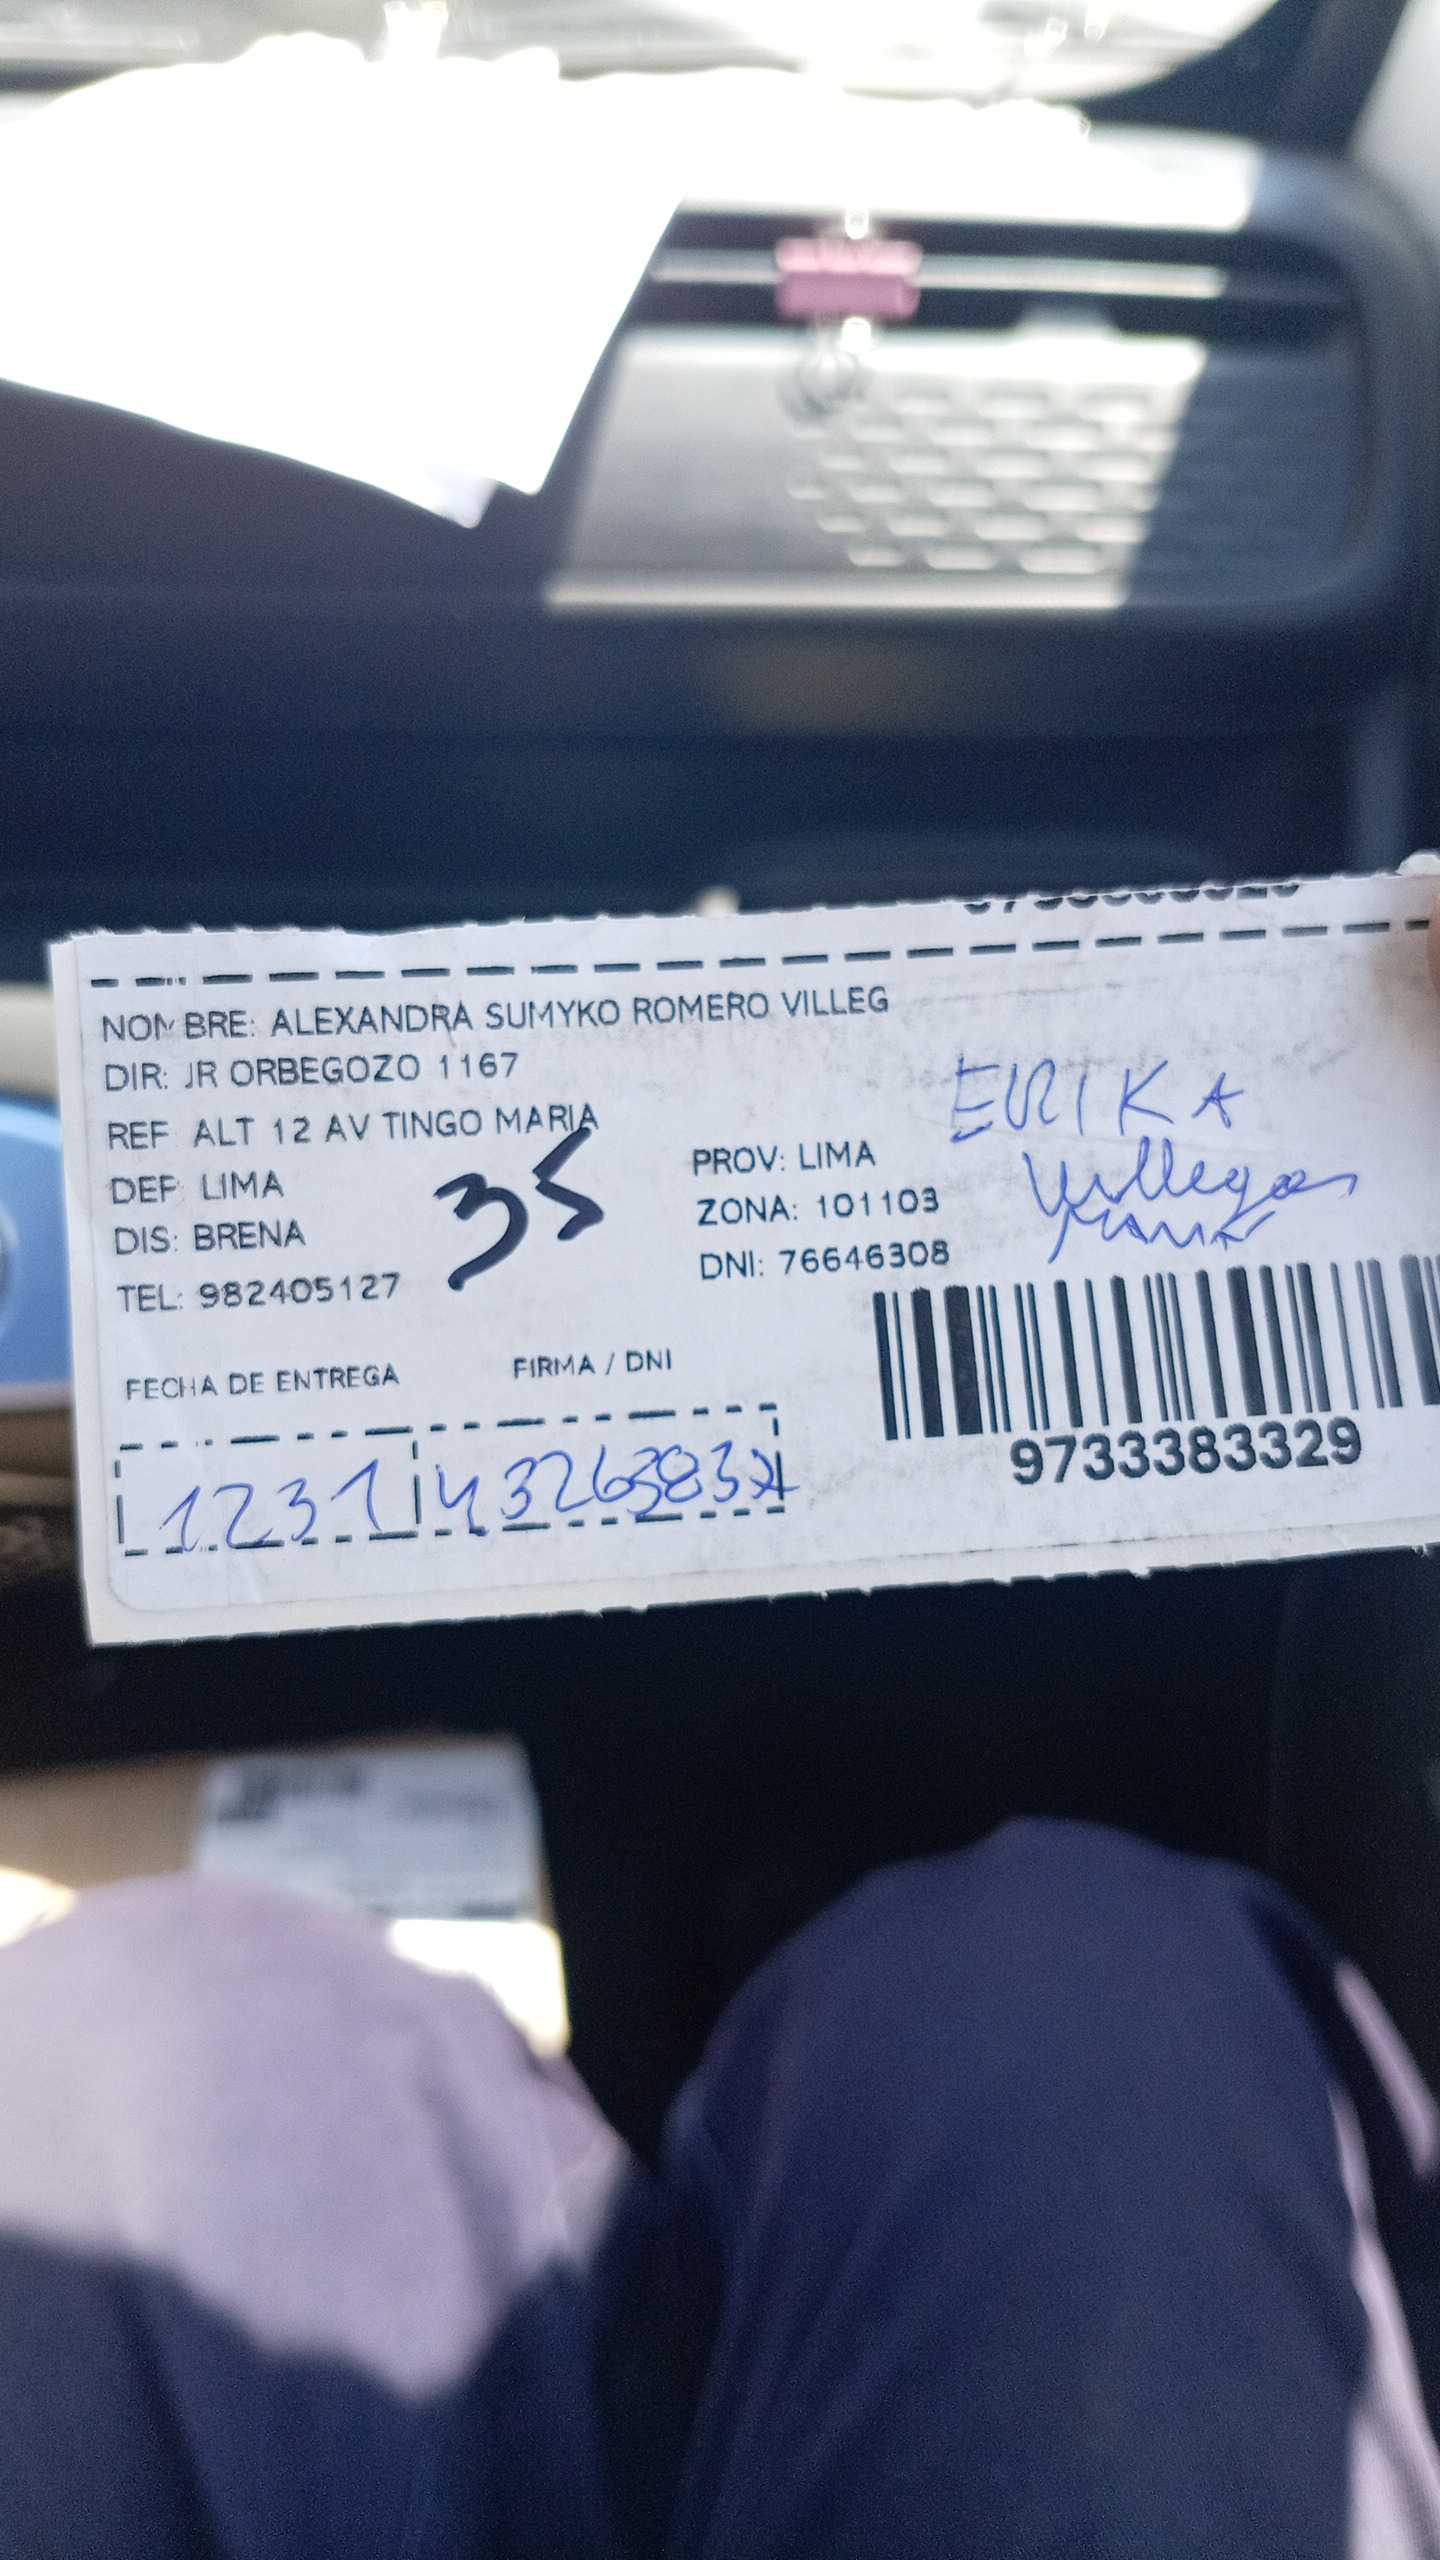 NOMBRE: ALEXANDRA SUMYKO ROMERO VILLEG
DIR: JR ORBEGOZO 1167
REF ALT 12 AV TINGO MARIA
DEP: LIMA
PROV: LIMA
DIS: BRENA
ZONA: 101103
TEL: 982405127
DNI: 76646308
35
ERIKA
Villegas
FECHA DE ENTREGA
FIRMA / DNI
1231
9733383329